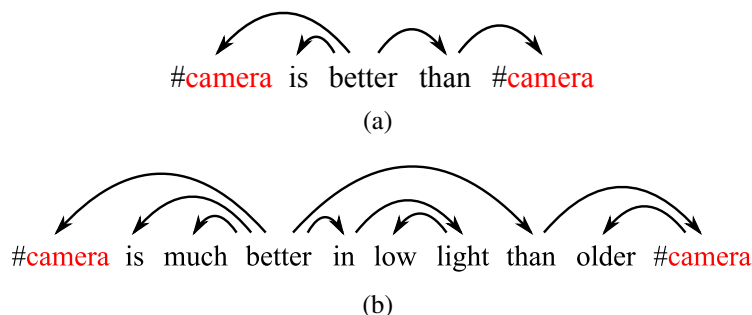 #camera is better than #camera
(a)
#camera is much better in low light than older #camera
(b)